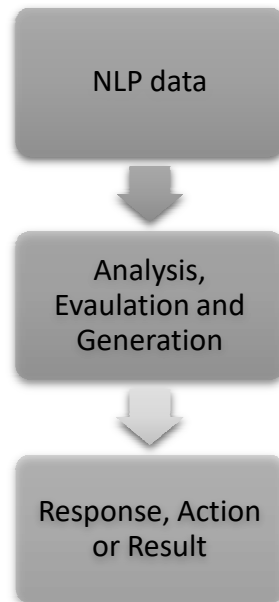 NLP data
Analysis,
Evaulation and
Generation
Response, Action
or Result